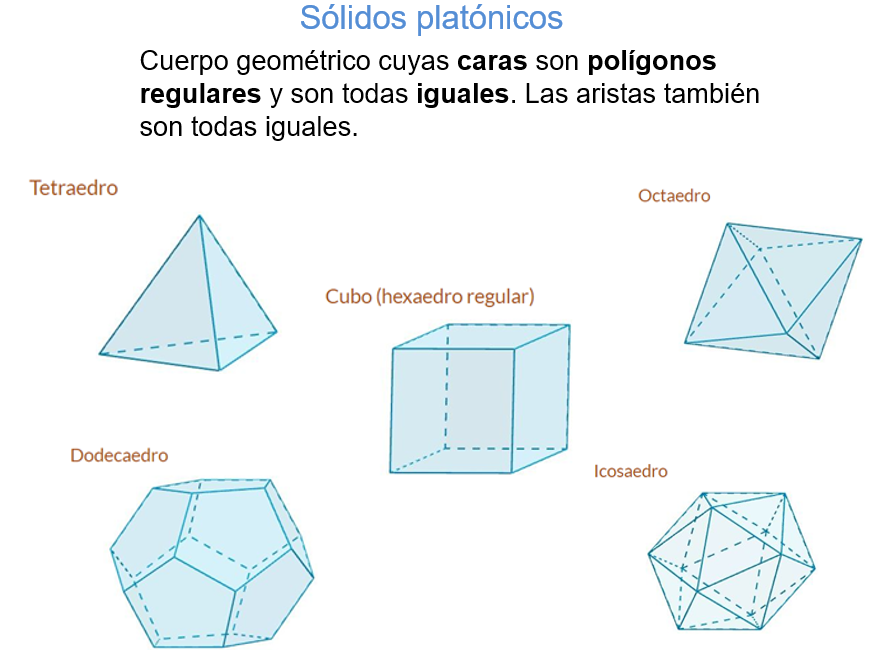 Sólidos platónicos
Cuerpo geométrico cuyas caras son polígonos
regulares y son todas iguales. Las aristas también
son todas iguales.
Tetraedro
Octaedro
Cubo (hexaedro regular)
Dodecaedro
Icosaedro